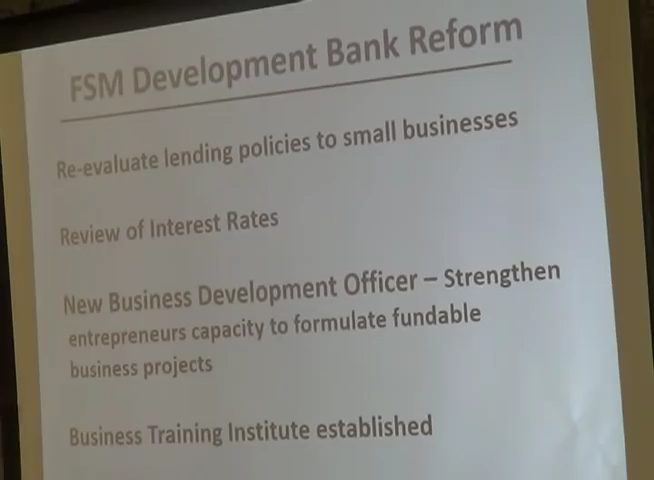 FSM Development Bank Reform
Re-evaluate lending policies to small businesses
Review of Interest Rates
New Business Development Officer – Strengthen
entrepreneurs capacity to formulate fundable
business projects
Business Training Institute established